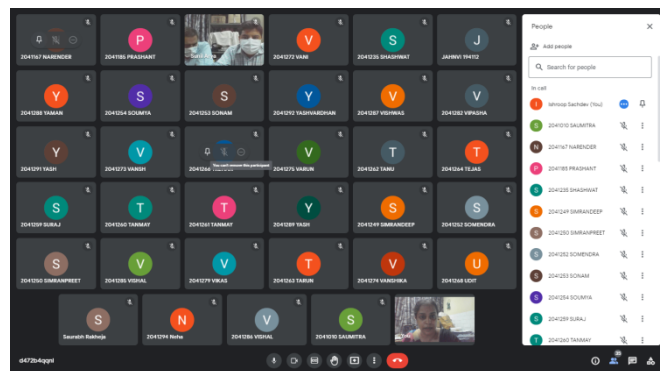 2041167 NARENDER
P
2041185 PRASHANT
2041272 VANI
S
2041235 SHASHWAT
J
JAHNVI 194112
Y
2041288 YAMAN
S
2041254 SOUMYA
S
2041253 SONAM
Y
2041292 YASHVARDHAN
V
2041287 VISHWAS
V
2041282 VIPASHA
Y
2041291 YASH
V
2041273 VANSH
You can't remove this participant
V
2041275 VARUN
T
2041262 TANU
T
2041264 TEJAS
S
2041259 SURAJ
T
2041260 TANMAY
T
2041261 TANMAY
Y
2041289 YASH
S
2041249 SIMRANDEEP
S
2041252 SOMENDRA
S
2041250 SIMRANPREET
V
2041285 VISHAL
V
2041279 VIKAS
T
2041263 TARUN
V
2041274 VANSHIKA
U
2041268 UDIT
S
Saurabh Rakheja
N
2041294 Neha
V
2041286 VISHAL
S
2041010 SAUMITRA
d472b4qqnl
People
Add people
Search for people
In call
I Ishroop Sachdev (You)
S 2041010 SAUMITRA
N 2041167 NARENDER
P 2041185 PRASHANT
S 2041235 SHASHWAT
S 2041249 SIMRANDEEP
S 2041250 SIMRANPREET
S 2041252 SOMENDRA
S 2041253 SONAM
S 2041254 SOUMYA
S 2041259 SURAJ
T 2041260 TANMAY